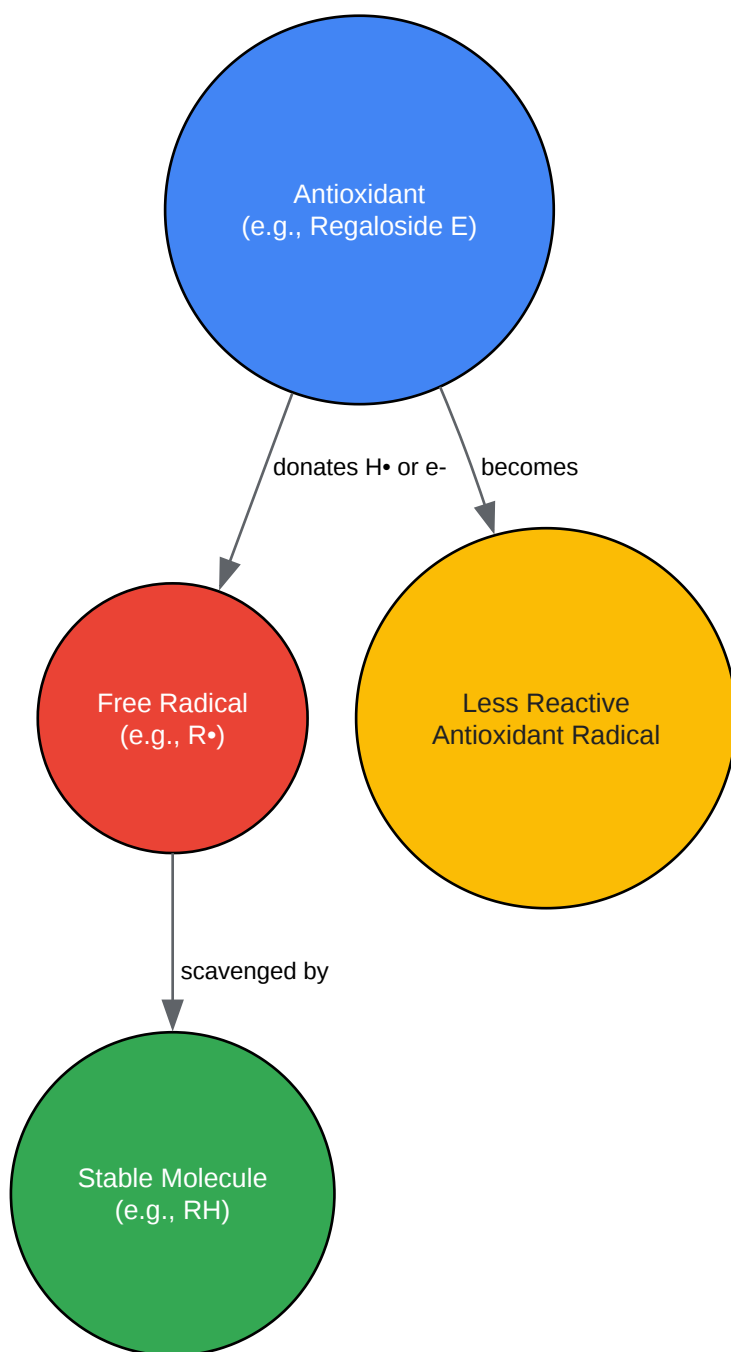 Antioxidant
(e.g., Regaloside E)
donates H• or e-
becomes
Free Radical
(e.g., R•)
Less Reactive
Antioxidant Radical
scavenged by
Stable Molecule
(e.g., RH)